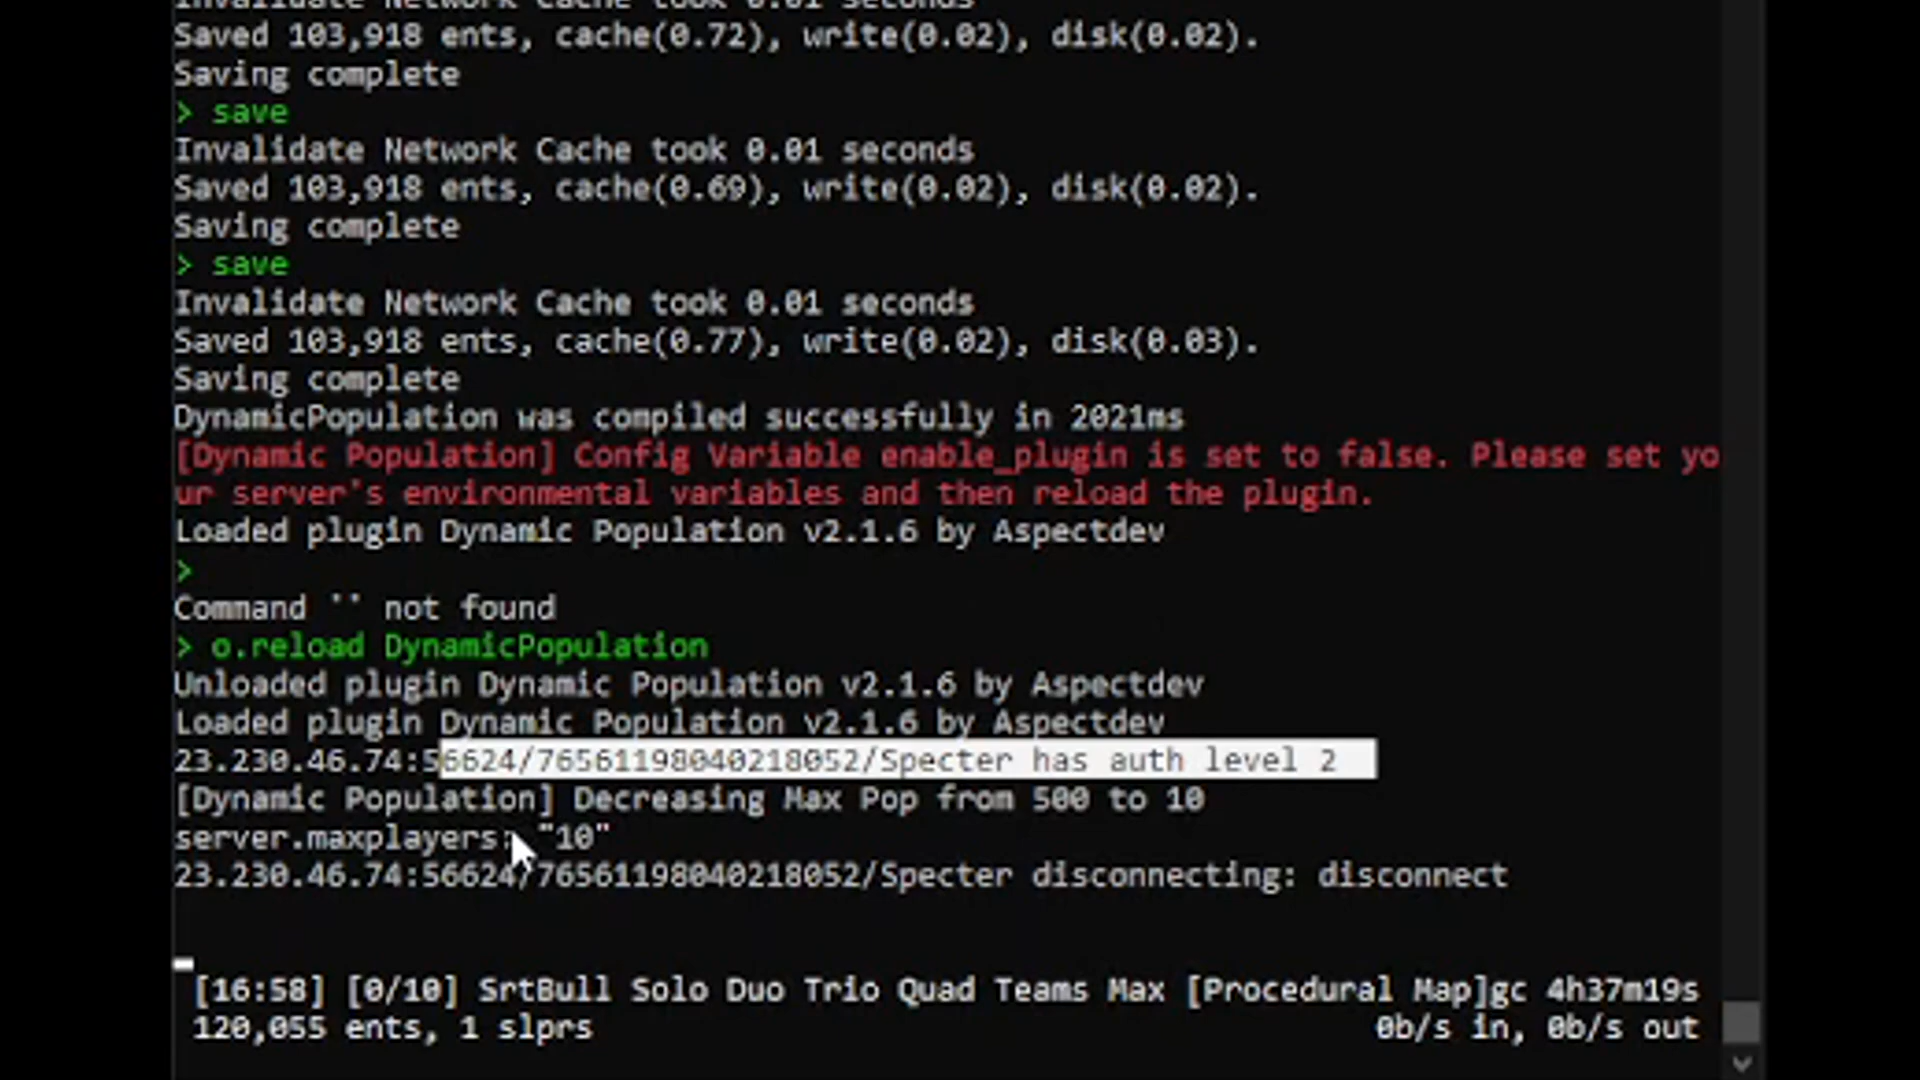 Invalidate Network Cache took 0.01 seconds
Saved 103,918 ents, cache(0.72), write(0.02), disk(0.02).
Saving complete
> save
Invalidate Network Cache took 0.01 seconds
Saved 103,918 ents, cache(0.69), write(0.02), disk(0.02).
Saving complete
> save
Invalidate Network Cache took 0.01 seconds
Saved 103,918 ents, cache(0.77), write(0.02), disk(0.03).
Saving complete
DynamicPopulation was compiled successfully in 2021ms
[Dynamic Population] Config Variable enable_plugin is set to false. Please set yo
ur server's environmental variables and then reload the plugin.
Loaded plugin Dynamic Population v2.1.6 by Aspectdev
>
Command '' not found
> o.reload DynamicPopulation
Unloaded plugin Dynamic Population v2.1.6 by Aspectdev
Loaded plugin Dynamic Population v2.1.6 by Aspectdev
23.230.46.74:56624/76561198040218052/Specter has auth level 2
[Dynamic Population] Decreasing Max Pop from 500 to 10
server.maxplayers: "10"
23.230.46.74:56624/76561198040218052/Specter disconnecting: disconnect
[16:58] [0/10] SrtBull Solo Duo Trio Quad Teams Max [Procedural Map]gc 4h37m19s
120,055 ents, 1 slprs 0b/s in, 0b/s out